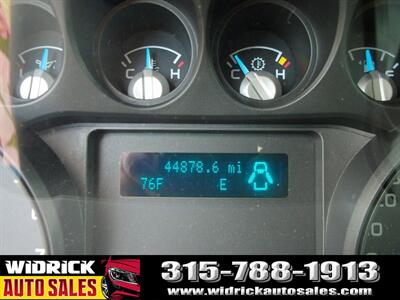 C H
C H
44878.6 mi
76F E
WIDRICK
AUTO SALES
315-788-1913
www.widrickautosales.com